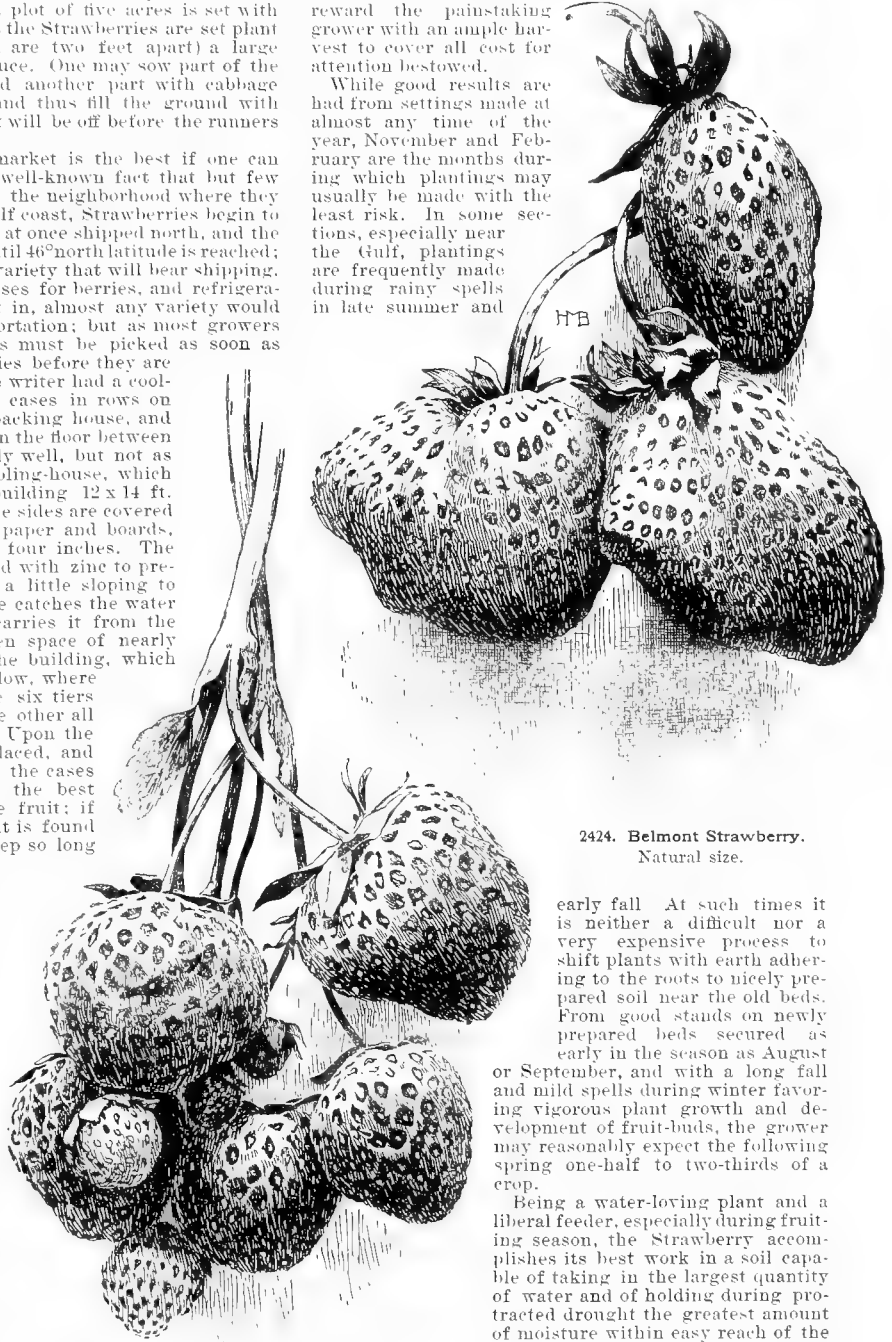 plot of five acres is set with
the Strawberries are set plant
are two feet apart) a large
uce. One may sow part of the
d another part with cabbage
nd thus fill the ground with
will be off before the runners
market is the best if one can
well-known fact that but few
the neighborhood where they
lf coast, Strawberries begin to
at once shipped north, and the
til 46° north latitude is reached;
ariety that will bear shipping.
ses for berries, and refrigera-
in, almost any variety would
ortation; but as most growers
s must be picked as soon as
ies before they are
writer had a cool-
cases in rows on
packing house, and
n the floor between
ly well, but not as
oling-house, which
uilding 12 x 14 ft.
e sides are covered
paper and boards,
four inches. The
d with zinc to pre-
a little sloping to
e catches the water
arries it from the
en space of nearly
he building, which
low, where
six tiers
e other all
Upon the
laced, and
the cases
the best
e fruit; if
it is found
ep so long
reward the painstaking
grower with an ample har-
vest to cover all cost for
attention bestowed.
While good results are
had from settings made at
almost any time of the
year, November and Feb-
ruary are the months dur-
ing which plantings may
usually be made with the
least risk. In some sec-
tions, especially near
the Gulf, plantings
are frequently made
during rainy spells
in late summer and
HMB
2424. Belmont Strawberry.
Natural size.
early fall At such times it
is neither a difficult nor a
very expensive process to
shift plants with earth adher-
ing to the roots to nicely pre-
pared soil near the old beds.
From good stands on newly
prepared beds secured as
early in the season as August
or September, and with a long fall
and mild spells during winter favor-
ing vigorous plant growth and de-
velopment of fruit-buds, the grower
may reasonably expect the following
spring one-half to two-thirds of a
crop.
Being a water-loving plant and a
liberal feeder, especially during fruit-
ing season, the Strawberry accom-
plishes its best work in a soil capa-
ble of taking in the largest quantity
of water and of holding during pro-
tracted drought the greatest amount
of moisture within easy reach of the